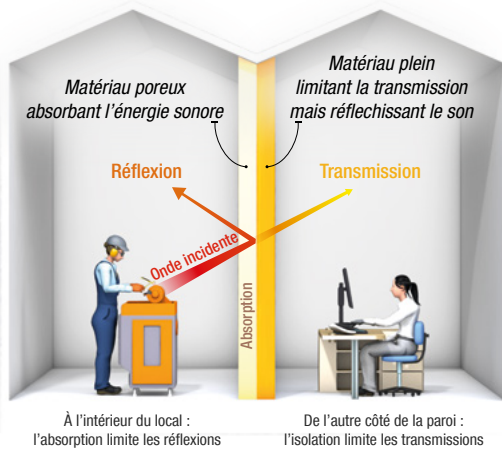 Matériau poreux
absorbant l'énergie sonore
Matériau plein
limitant la transmission
mais réflechissant le son
Réflexion
Transmission
Onde incidente
Absorption
À l'intérieur du local :
l'absorption limite les réflexions
De l'autre côté de la paroi :
l'isolation limite les transmissions